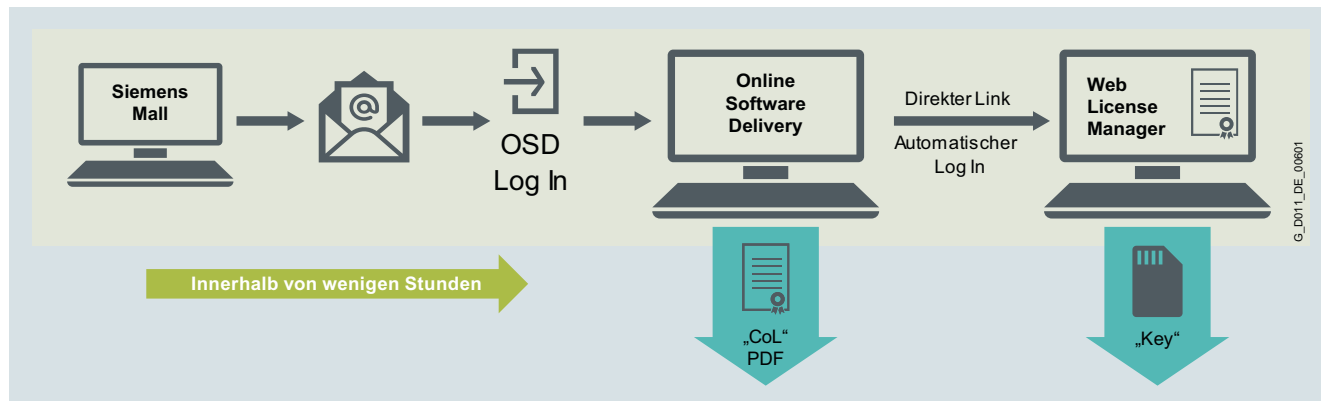 Siemens
Mall
@
OSD
Log In
Online
Software
Delivery
Direkter Link
Automatischer
Log In
Web
License
Manager
G_D011_DE_00601
Innerhalb von wenigen Stunden
„CoL“
PDF
„Key“